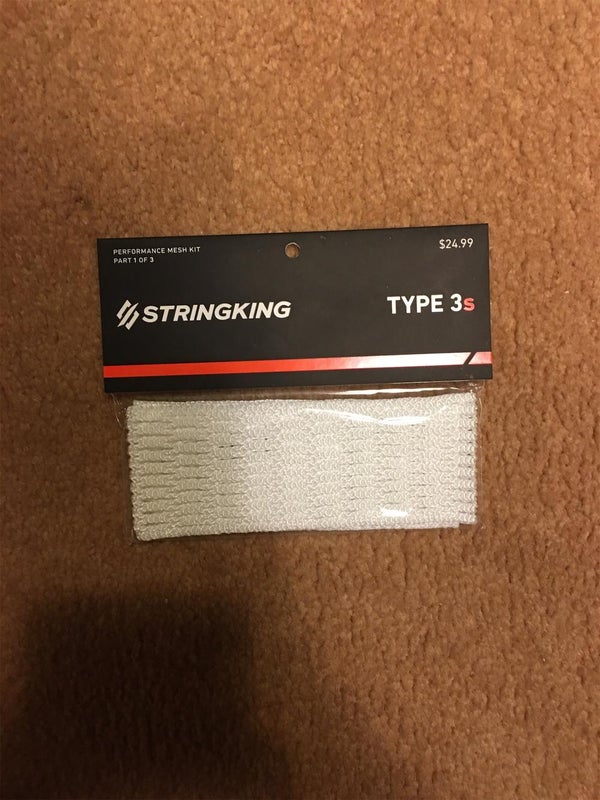 PERFORMANCE MESH KIT
PART 1 OF 3
$24.99
STRINGKING
TYPE 3s